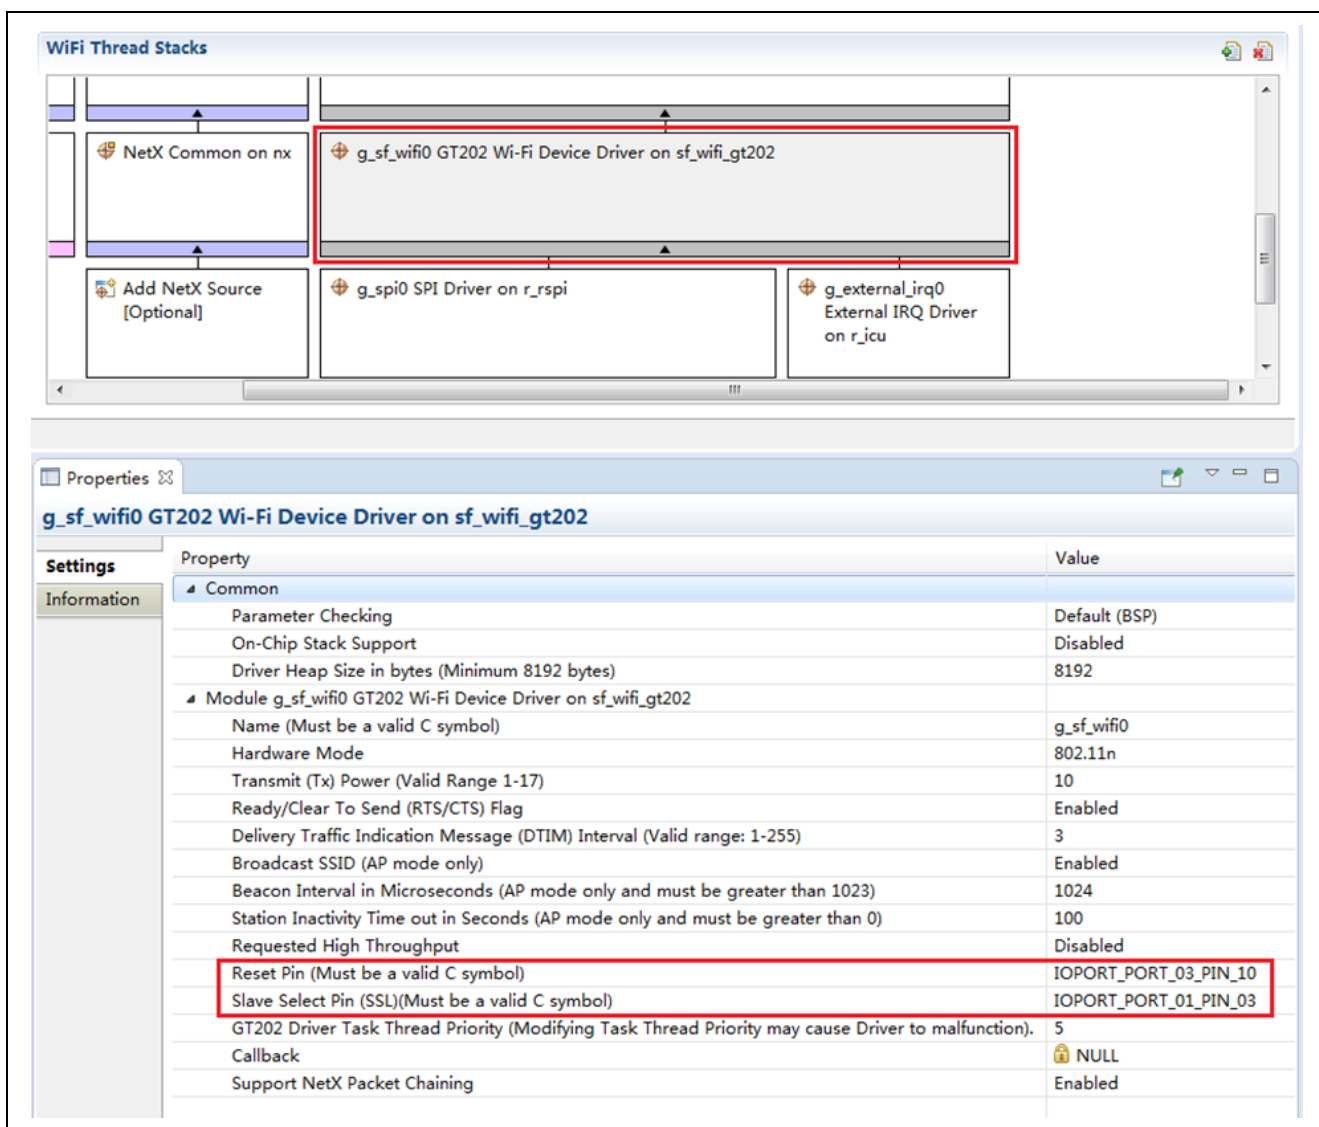 WiFi Thread Stacks
NetX Common on nx
g_sf_wifi0 GT202 Wi-Fi Device Driver on sf_wifi_gt202
Add NetX Source
[Optional]
g_spi0 SPI Driver on r_rspi
g_external_irq0
External IRQ Driver
on r_icu
Properties
g_sf_wifi0 GT202 Wi-Fi Device Driver on sf_wifi_gt202
Settings
Information
Property Value
Common
Parameter Checking Default (BSP)
On-Chip Stack Support Disabled
Driver Heap Size in bytes (Minimum 8192 bytes) 8192
Module g_sf_wifi0 GT202 Wi-Fi Device Driver on sf_wifi_gt202
Name (Must be a valid C symbol) g_sf_wifi0
Hardware Mode 802.11n
Transmit (Tx) Power (Valid Range 1-17) 10
Ready/Clear To Send (RTS/CTS) Flag Enabled
Delivery Traffic Indication Message (DTIM) Interval (Valid range: 1-255) 3
Broadcast SSID (AP mode only) Enabled
Beacon Interval in Microseconds (AP mode only and must be greater than 1023) 1024
Station Inactivity Time out in Seconds (AP mode only and must be greater than 0) 100
Requested High Throughput Disabled
Reset Pin (Must be a valid C symbol) IOPORT_PORT_03_PIN_10
Slave Select Pin (SSL)(Must be a valid C symbol) IOPORT_PORT_01_PIN_03
GT202 Driver Task Thread Priority (Modifying Task Thread Priority may cause Driver to malfunction). 5
Callback NULL
Support NetX Packet Chaining Enabled